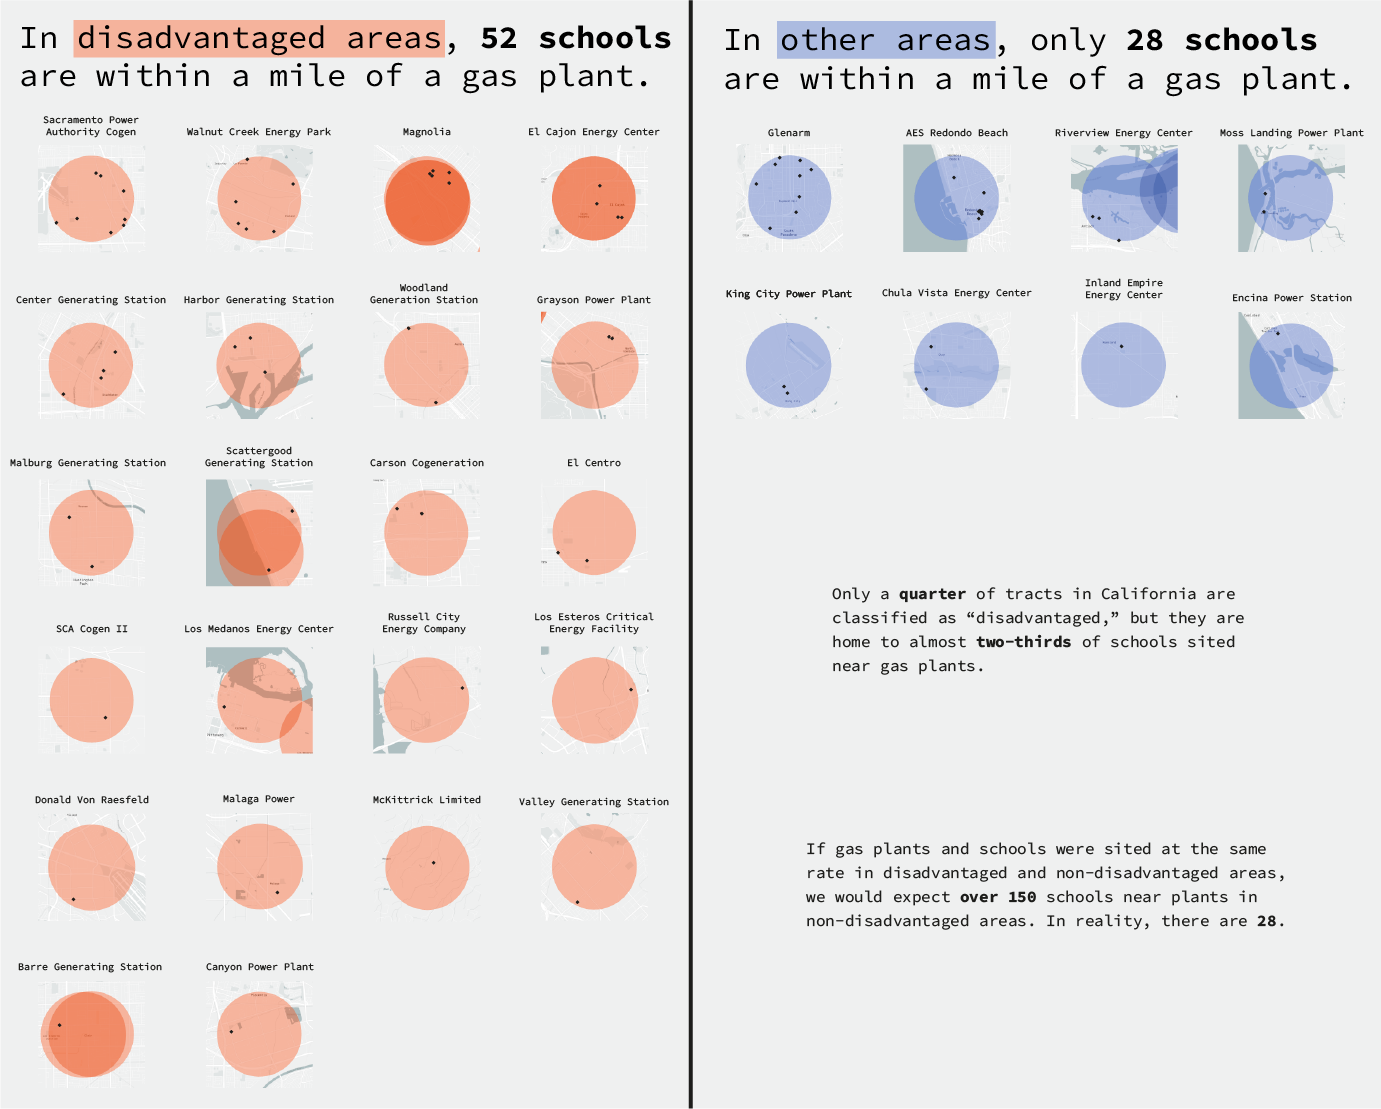 In disadvantaged areas, 52 schools
are within a mile of a gas plant.
Sacramento Power
Authority Cogen
Walnut Creek Energy Park
Magnolia
El Cajon Energy Center
Center Generating Station
Harbor Generating Station
Woodland
Generation Station
Grayson Power Plant
Malburg Generating Station
Scattergood
Generating Station
Carson Cogeneration
El Centro
SCA Cogen II
Los Medanos Energy Center
Russell City
Energy Company
Los Esteros Critical
Energy Facility
Donald Von Raesfeld
Malaga Power
McKittrick Limited
Valley Generating Station
Barre Generating Station
Canyon Power Plant
In other areas, only 28 schools
are within a mile of a gas plant.
Glenarm
AES Redondo Beach
Riverview Energy Center
Moss Landing Power Plant
King City Power Plant
Chula Vista Energy Center
Inland Empire
Energy Center
Encina Power Station
Only a quarter of tracts in California are
classified as “disadvantaged,” but they are
home to almost two-thirds of schools sited
near gas plants.
If gas plants and schools were sited at the same
rate in disadvantaged and non-disadvantaged areas,
we would expect over 150 schools near plants in
non-disadvantaged areas. In reality, there are 28.